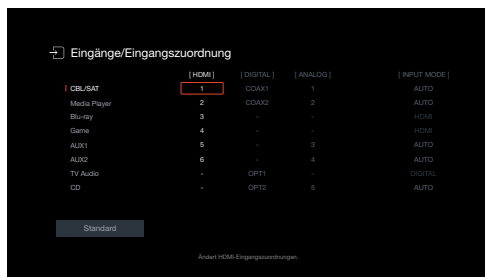 Eingänge/Eingangszuordnung
[ HDMI ] [ DIGITAL ] [ ANALOG ] [ INPUT MODE ]
CBL/SAT 1 COAX1 1 AUTO
Media Player 2 COAX2 2 AUTO
Blu-ray 3 - - HDMI
Game 4 - - HDMI
AUX1 5 - 3 AUTO
AUX2 6 - 4 AUTO
TV Audio - OPT1 - DIGITAL
CD - OPT2 5 AUTO
Standard
Ändert HDMI-Eingangszuordnungen.